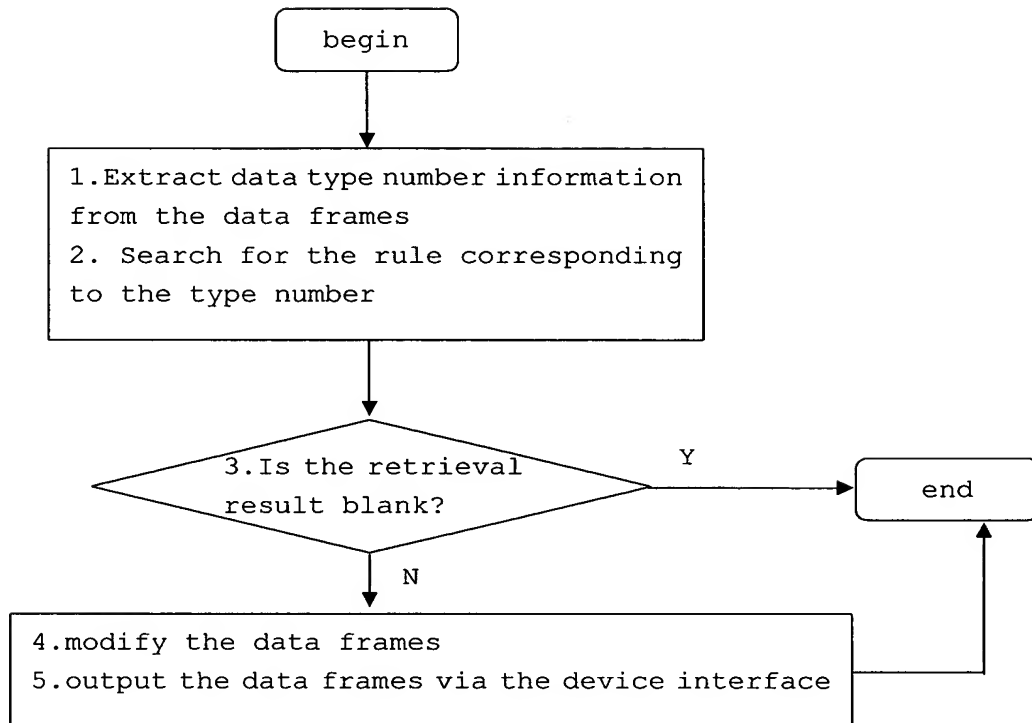 begin
1.Extract data type number information
from the data frames
2. Search for the rule corresponding
to the type number
3.Is the retrieval
result blank?
Y
end
N
4.modify the data frames
5.output the data frames via the device interface